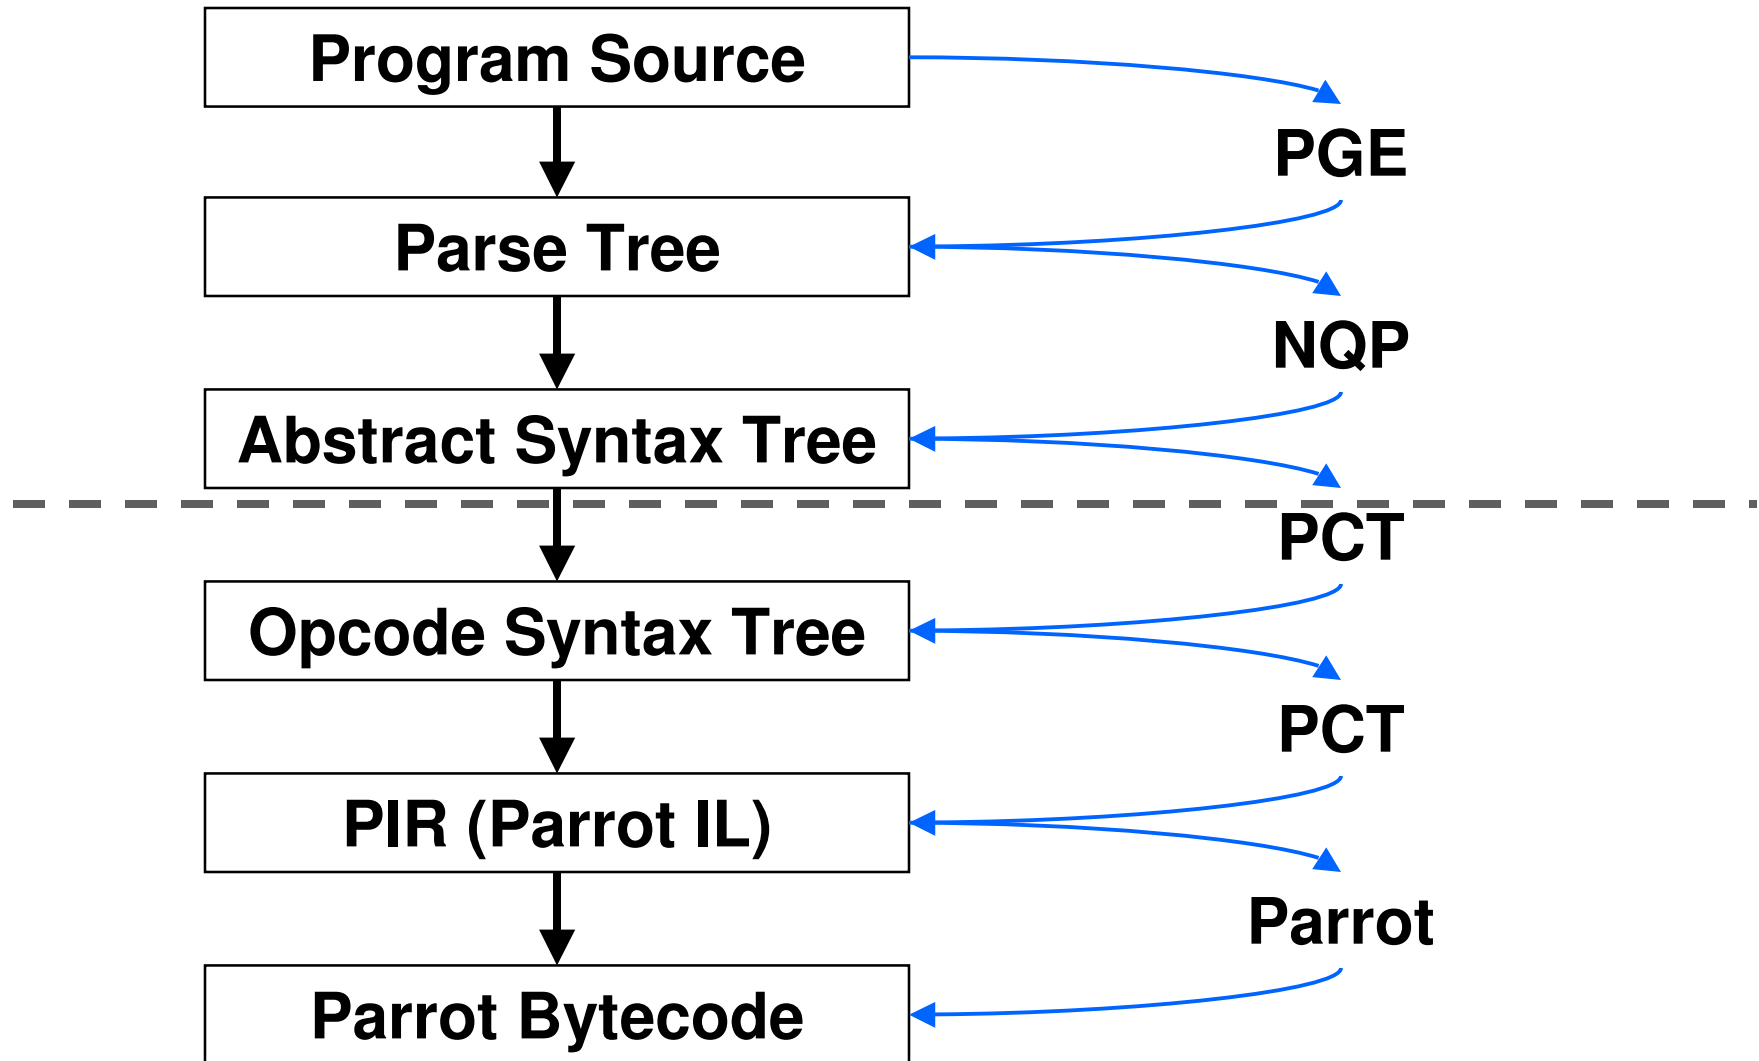 Program Source
PGE
Parse Tree
NQP
Abstract Syntax Tree
PCT
Opcode Syntax Tree
PCT
PIR (Parrot IL)
Parrot
Parrot Bytecode